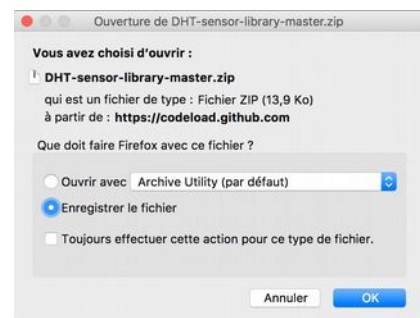 Ouverture de DHT-sensor-library-master.zip
Vous avez choisi d'ouvrir :
DHT-sensor-library-master.zip
qui est un fichier de type : Fichier ZIP (13,9 Ko)
à partir de : https://codeload.github.com
Que doit faire Firefox avec ce fichier ?
Ouvrir avec Archive Utility (par défaut)
Enregistrer le fichier
Toujours effectuer cette action pour ce type de fichier.
Annuler OK